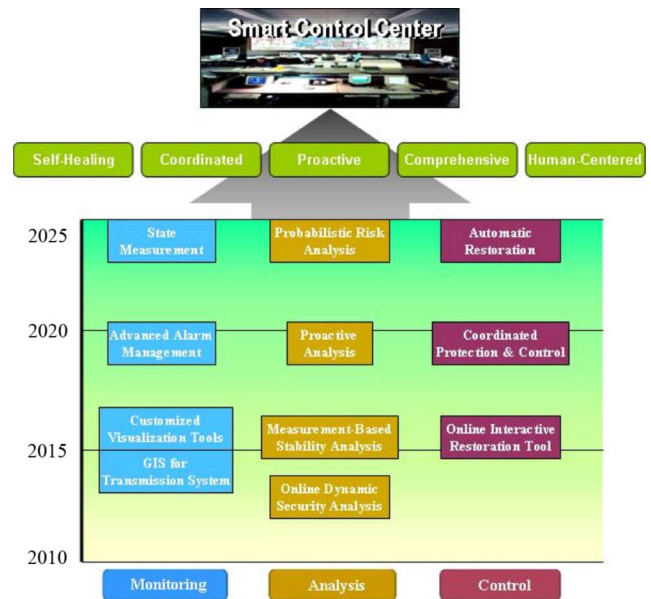 Smart Control Center
Self-Healing
Coordinated
Proactive
Comprehensive
Human-Centered
2025
State
Measurement
Probabilistic Risk
Analysis
Automatic
Restoration
2020
Advanced Alarm
Management
Proactive
Analysis
Coordinated
Protection & Control
Customized
Visualization Tools
Measurement-Based
Stability Analysis
Online Interactive
Restoration Tool
2015
GIS for
Transmission System
Online Dynamic
Security Analysis
2010
Monitoring
Analysis
Control